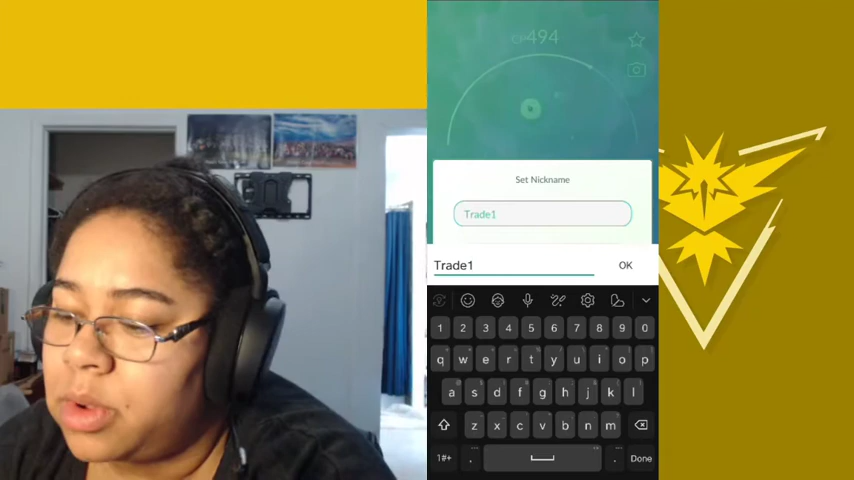 CP494
Set Nickname
Trade1
Trade1
OK
1 2 3 4 5 6 7 8 9 0
q w e r t y u i o p
a s d f g h j k l
z x c v b n m
1#+ , . Done